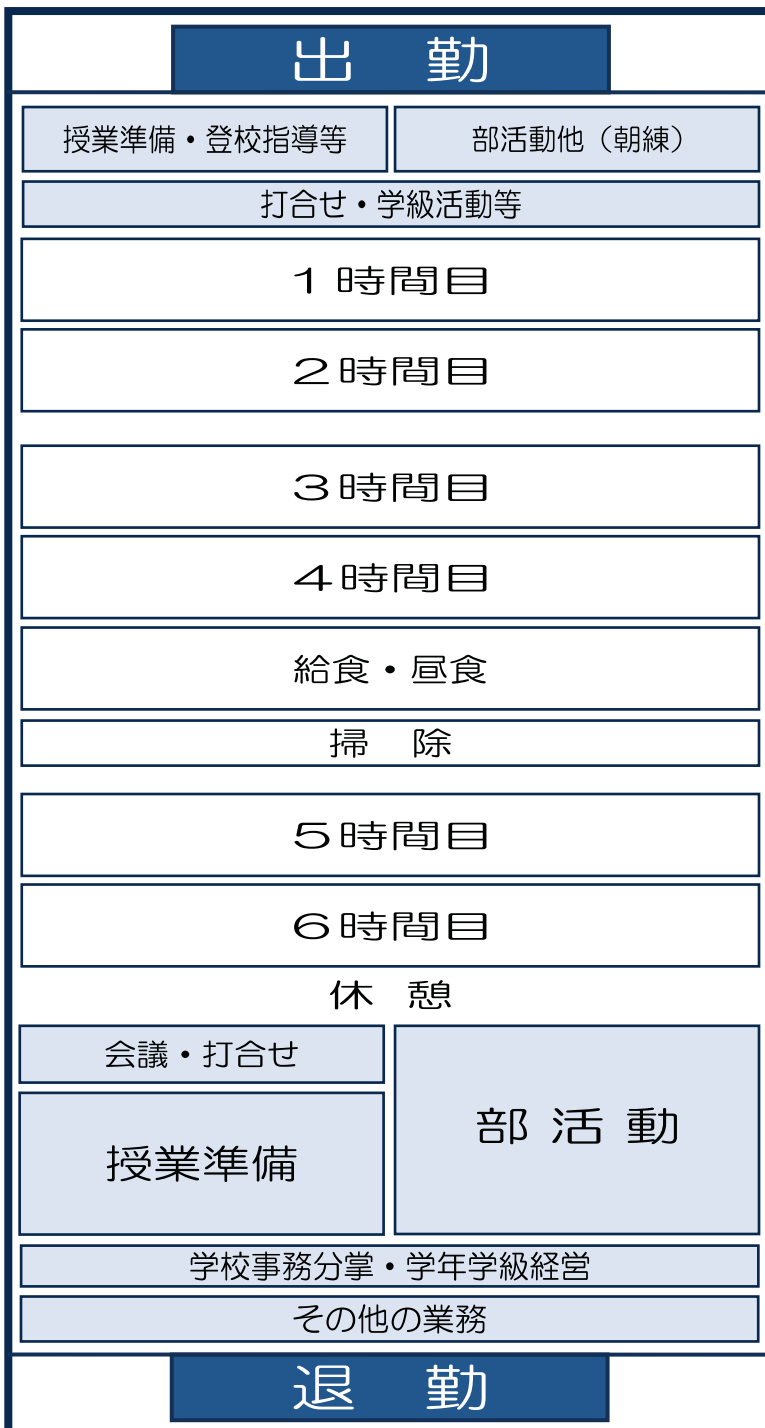 出　勤
授業準備・登校指導等
部活動他（朝練）
打合せ・学級活動等
１時間目
２時間目
３時間目
４時間目
給食・昼食
掃　除
５時間目
６時間目
休　憩
会議・打合せ
部 活 動
授業準備
学校事務分掌・学年学級経営
その他の業務
退　勤